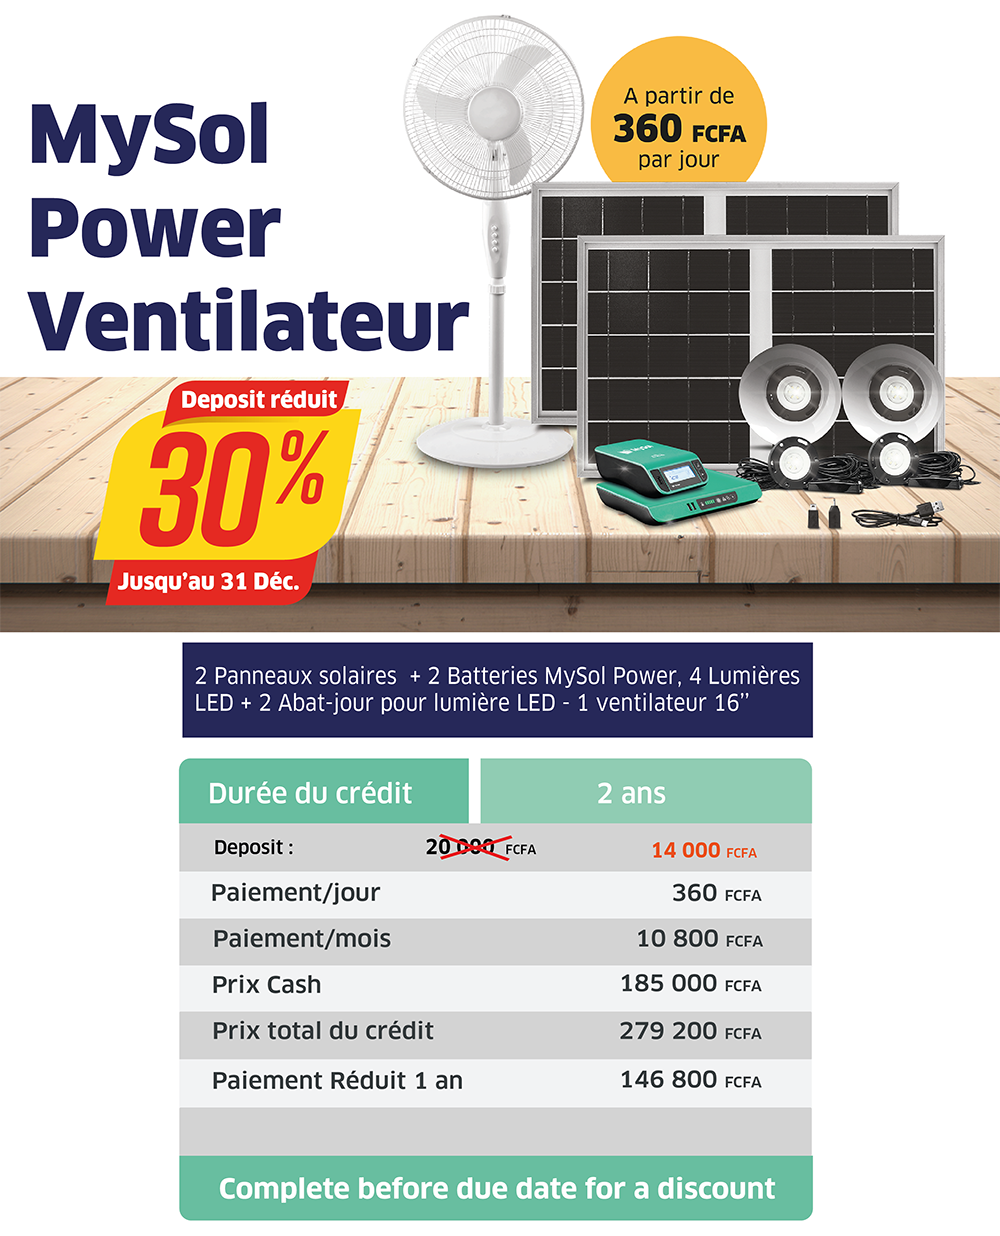 MySol
Power
Ventilateur
A partir de
360 FCFA
par jour
Deposit réduit
30%
Jusqu'au 31 Déc.
2 Panneaux solaires + 2 Batteries MySol Power, 4 Lumières
LED + 2 Abat-jour pour lumière LED - 1 ventilateur 16”
Durée du crédit 2 ans
Deposit : 20 000 FCFA 14 000 FCFA
Paiement/jour 360 FCFA
Paiement/mois 10 800 FCFA
Prix Cash 185 000 FCFA
Prix total du crédit 279 200 FCFA
Paiement Réduit 1 an 146 800 FCFA
Complete before due date for a discount